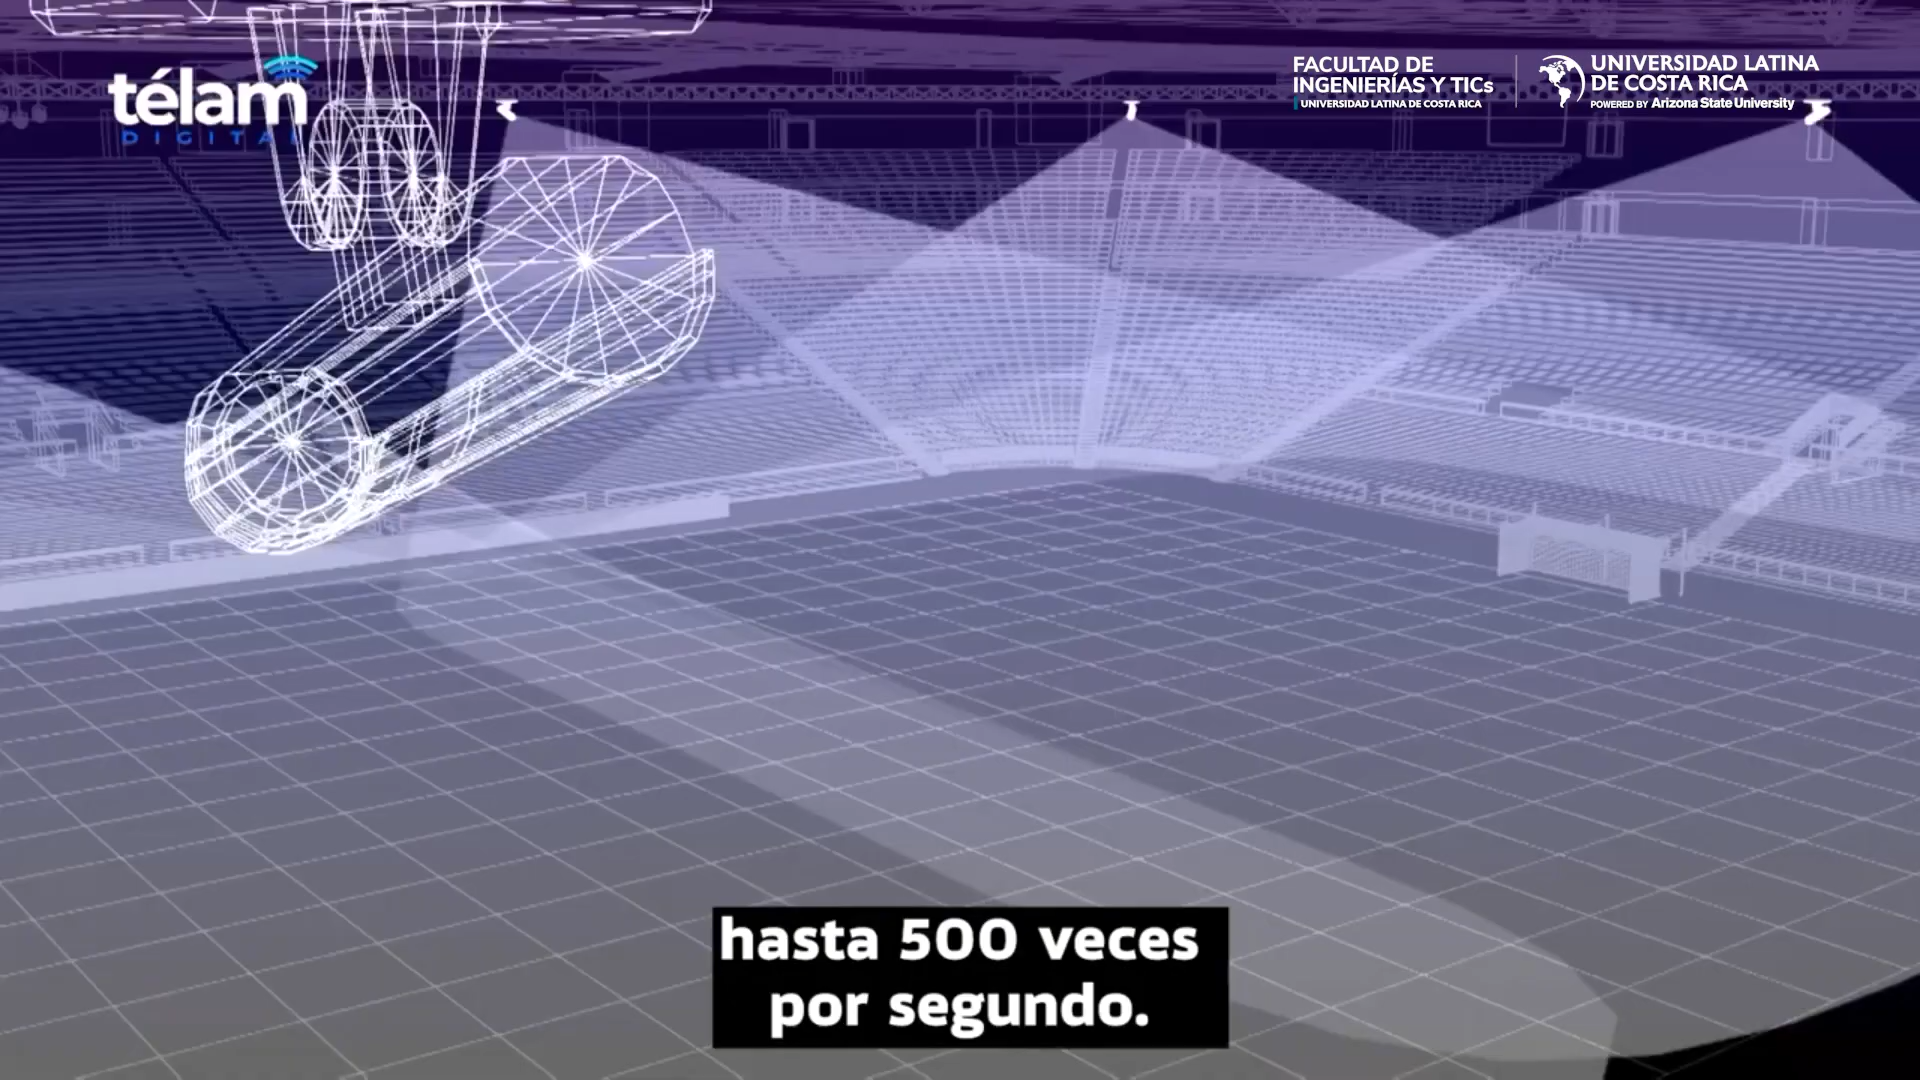 télam
DIGITAL
FACULTAD DE
INGENIERÍAS Y TICs
UNIVERSIDAD LATINA DE COSTA RICA
UNIVERSIDAD LATINA
DE COSTA RICA
POWERED BY Arizona State University
hasta 500 veces
por segundo.